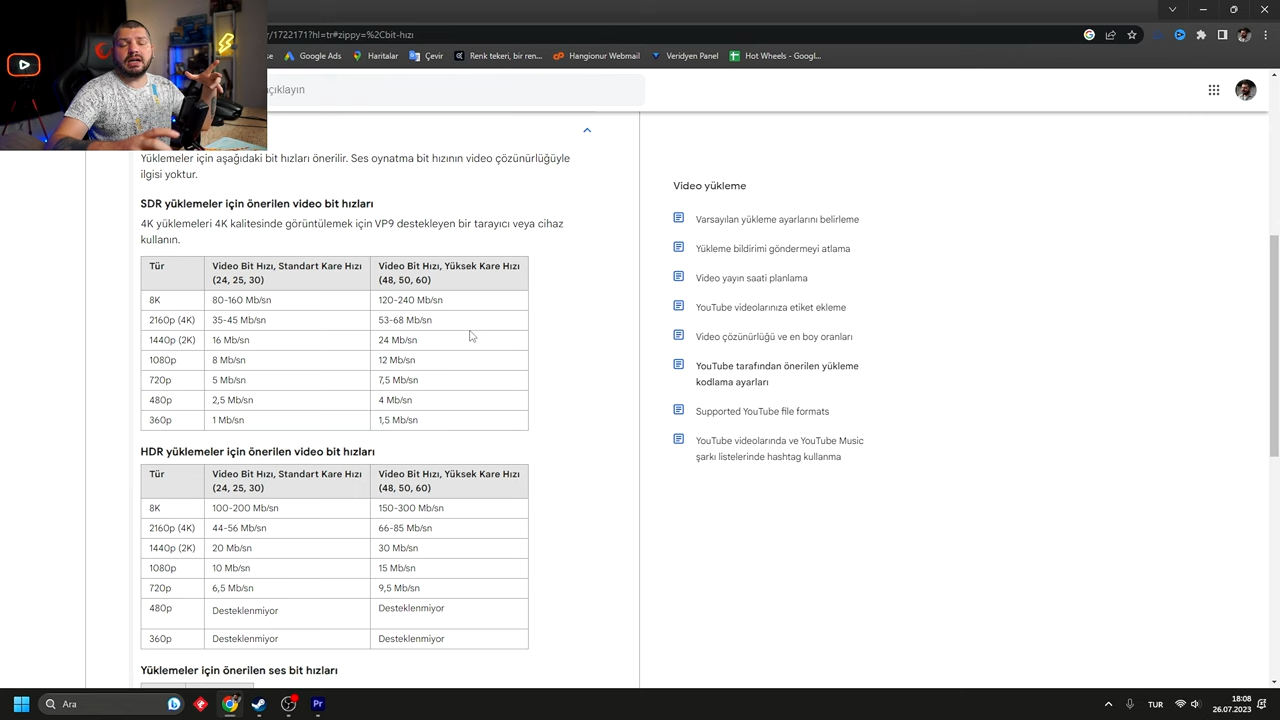 r/1722171?hl=tr#zippy=%2Cbit-hızı
se
Google Ads
Haritalar
Çevir
Renk tekeri, bir ren...
Hangionur Webmail
Veridyen Panel
Hot Wheels - Googl...
açıklayın
Yüklemeler için aşağıdaki bit hızları önerilir. Ses oynatma bit hızının video çözünürlüğüyle
ilgisi yoktur.
SDR yüklemeler için önerilen video bit hızları
4K yüklemeleri 4K kalitesinde görüntülemek için VP9 destekleyen bir tarayıcı veya cihaz
kullanın.
Tür Video Bit Hızı, Standart Kare Hızı Video Bit Hızı, Yüksek Kare Hızı
(24, 25, 30) (48, 50, 60)
8K 80-160 Mb/sn 120-240 Mb/sn
2160p (4K) 35-45 Mb/sn 53-68 Mb/sn
1440p (2K) 16 Mb/sn 24 Mb/sn
1080p 8 Mb/sn 12 Mb/sn
720p 5 Mb/sn 7,5 Mb/sn
480p 2,5 Mb/sn 4 Mb/sn
360p 1 Mb/sn 1,5 Mb/sn
HDR yüklemeler için önerilen video bit hızları
Tür Video Bit Hızı, Standart Kare Hızı Video Bit Hızı, Yüksek Kare Hızı
(24, 25, 30) (48, 50, 60)
8K 100-200 Mb/sn 150-300 Mb/sn
2160p (4K) 44-56 Mb/sn 66-85 Mb/sn
1440p (2K) 20 Mb/sn 30 Mb/sn
1080p 10 Mb/sn 15 Mb/sn
720p 6,5 Mb/sn 9,5 Mb/sn
480p Desteklenmiyor Desteklenmiyor
360p Desteklenmiyor Desteklenmiyor
Yüklemeler için önerilen ses bit hızları
Video yükleme
Varsayılan yükleme ayarlarını belirleme
Yükleme bildirimi göndermeyi atlama
Video yayın saati planlama
YouTube videolarınıza etiket ekleme
Video çözünürlüğü ve en boy oranları
YouTube tarafından önerilen yükleme
kodlama ayarları
Supported YouTube file formats
YouTube videolarında ve YouTube Music
şarkı listelerinde hashtag kullanma
Ara
Pr
TUR
18:08
26.07.2023